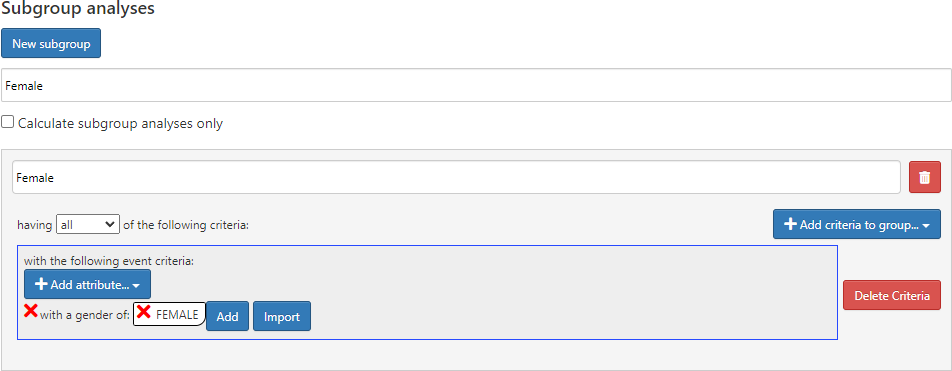 Subgroup analyses
New subgroup
Female
Calculate subgroup analyses only
Female
having all of the following criteria:
Add criteria to group...
with the following event criteria:
Add attribute...
Delete Criteria
with a gender of: FEMALE Add Import